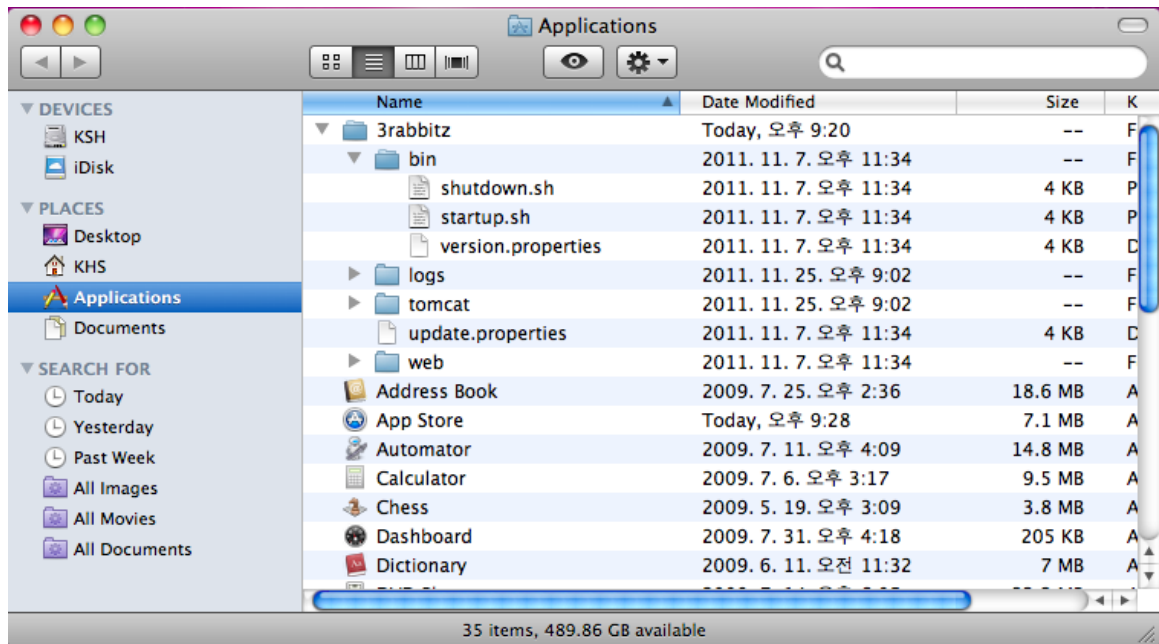 Applications
DEVICES
KSH
iDisk
PLACES
Desktop
KHS
Applications
Documents
SEARCH FOR
Today
Yesterday
Past Week
All Images
All Movies
All Documents
Name Date Modified Size K
3rabbitz Today, 오후 9:20 -- F
bin 2011. 11. 7. 오후 11:34 -- F
shutdown.sh 2011. 11. 7. 오후 11:34 4 KB P
startup.sh 2011. 11. 7. 오후 11:34 4 KB P
version.properties 2011. 11. 7. 오후 11:34 4 KB D
logs 2011. 11. 25. 오후 9:02 -- F
tomcat 2011. 11. 25. 오후 9:02 -- F
update.properties 2011. 11. 7. 오후 11:34 4 KB D
web 2011. 11. 7. 오후 11:34 -- F
Address Book 2009. 7. 25. 오후 2:36 18.6 MB A
App Store Today, 오후 9:28 7.1 MB A
Automator 2009. 7. 11. 오후 4:09 14.8 MB A
Calculator 2009. 7. 6. 오후 3:17 9.5 MB A
Chess 2009. 5. 19. 오후 3:09 3.8 MB A
Dashboard 2009. 7. 31. 오후 4:18 205 KB A
Dictionary 2009. 6. 11. 오전 11:32 7 MB A
35 items, 489.86 GB available